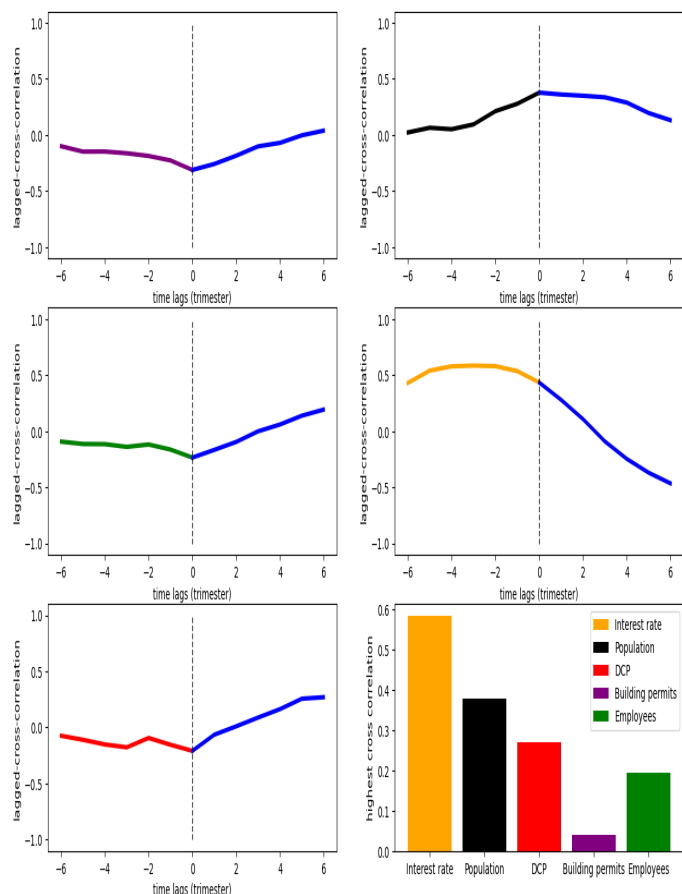 lagged-cross-correlation
1.0
0.5
0.0
−0.5
−1.0
−6 −4 −2 0 2 4 6
time lags (trimester)
lagged-cross-correlation
1.0
0.5
0.0
−0.5
−1.0
−6 −4 −2 0 2 4 6
time lags (trimester)
lagged-cross-correlation
1.0
0.5
0.0
−0.5
−1.0
−6 −4 −2 0 2 4 6
time lags (trimester)
lagged-cross-correlation
1.0
0.5
0.0
−0.5
−1.0
−6 −4 −2 0 2 4 6
time lags (trimester)
lagged-cross-correlation
1.0
0.5
0.0
−0.5
−1.0
−6 −4 −2 0 2 4 6
time lags (trimester)
highest cross correlation
0.6
0.5
0.4
0.3
0.2
0.1
0.0
Interest rate
Population
DCP
Building permits
Employees
Interest rate Population DCP Building permits Employees